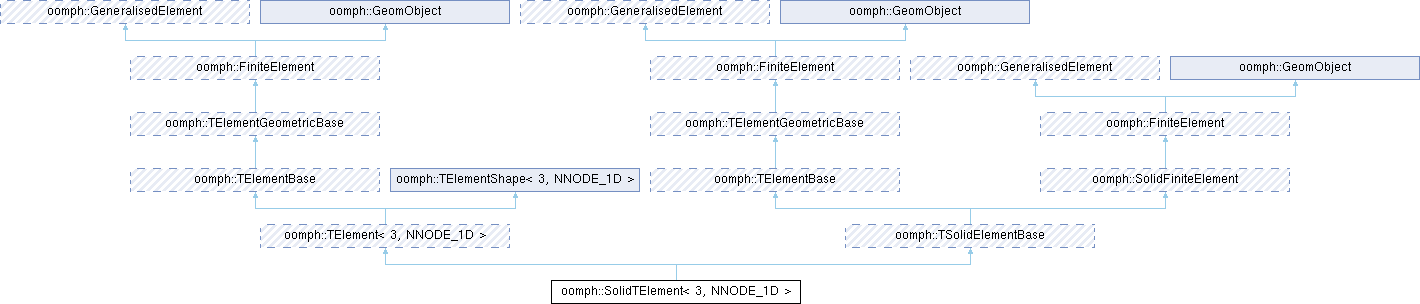 oomph::GeneralisedElement
oomph::GeomObject
oomph::GeneralisedElement
oomph::GeomObject
oomph::FiniteElement
oomph::FiniteElement
oomph::GeneralisedElement
oomph::GeomObject
oomph::TElementGeometricBase
oomph::TElementGeometricBase
oomph::FiniteElement
oomph::TElementBase
oomph::TElementShape< 3, NNODE_1D >
oomph::TElementBase
oomph::SolidFiniteElement
oomph::TElement< 3, NNODE_1D >
oomph::TSolidElementBase
oomph::SolidTElement< 3, NNODE_1D >